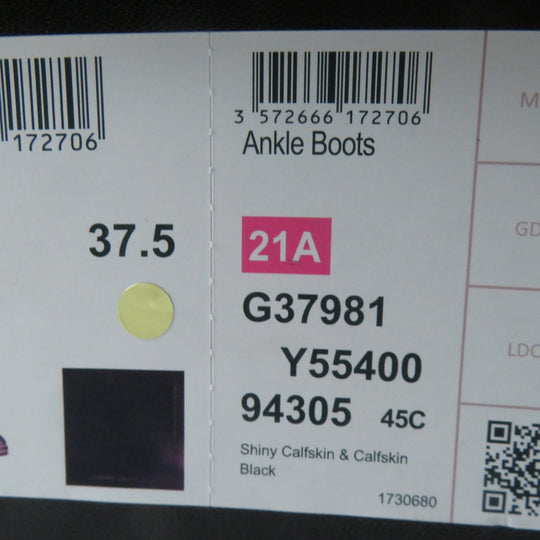 172706
37.5
3 572666 172706
Ankle Boots
21A
G37981
Y55400
94305 45C
Shiny Calfskin & Calfskin
Black
1730680
M
GD
LDC